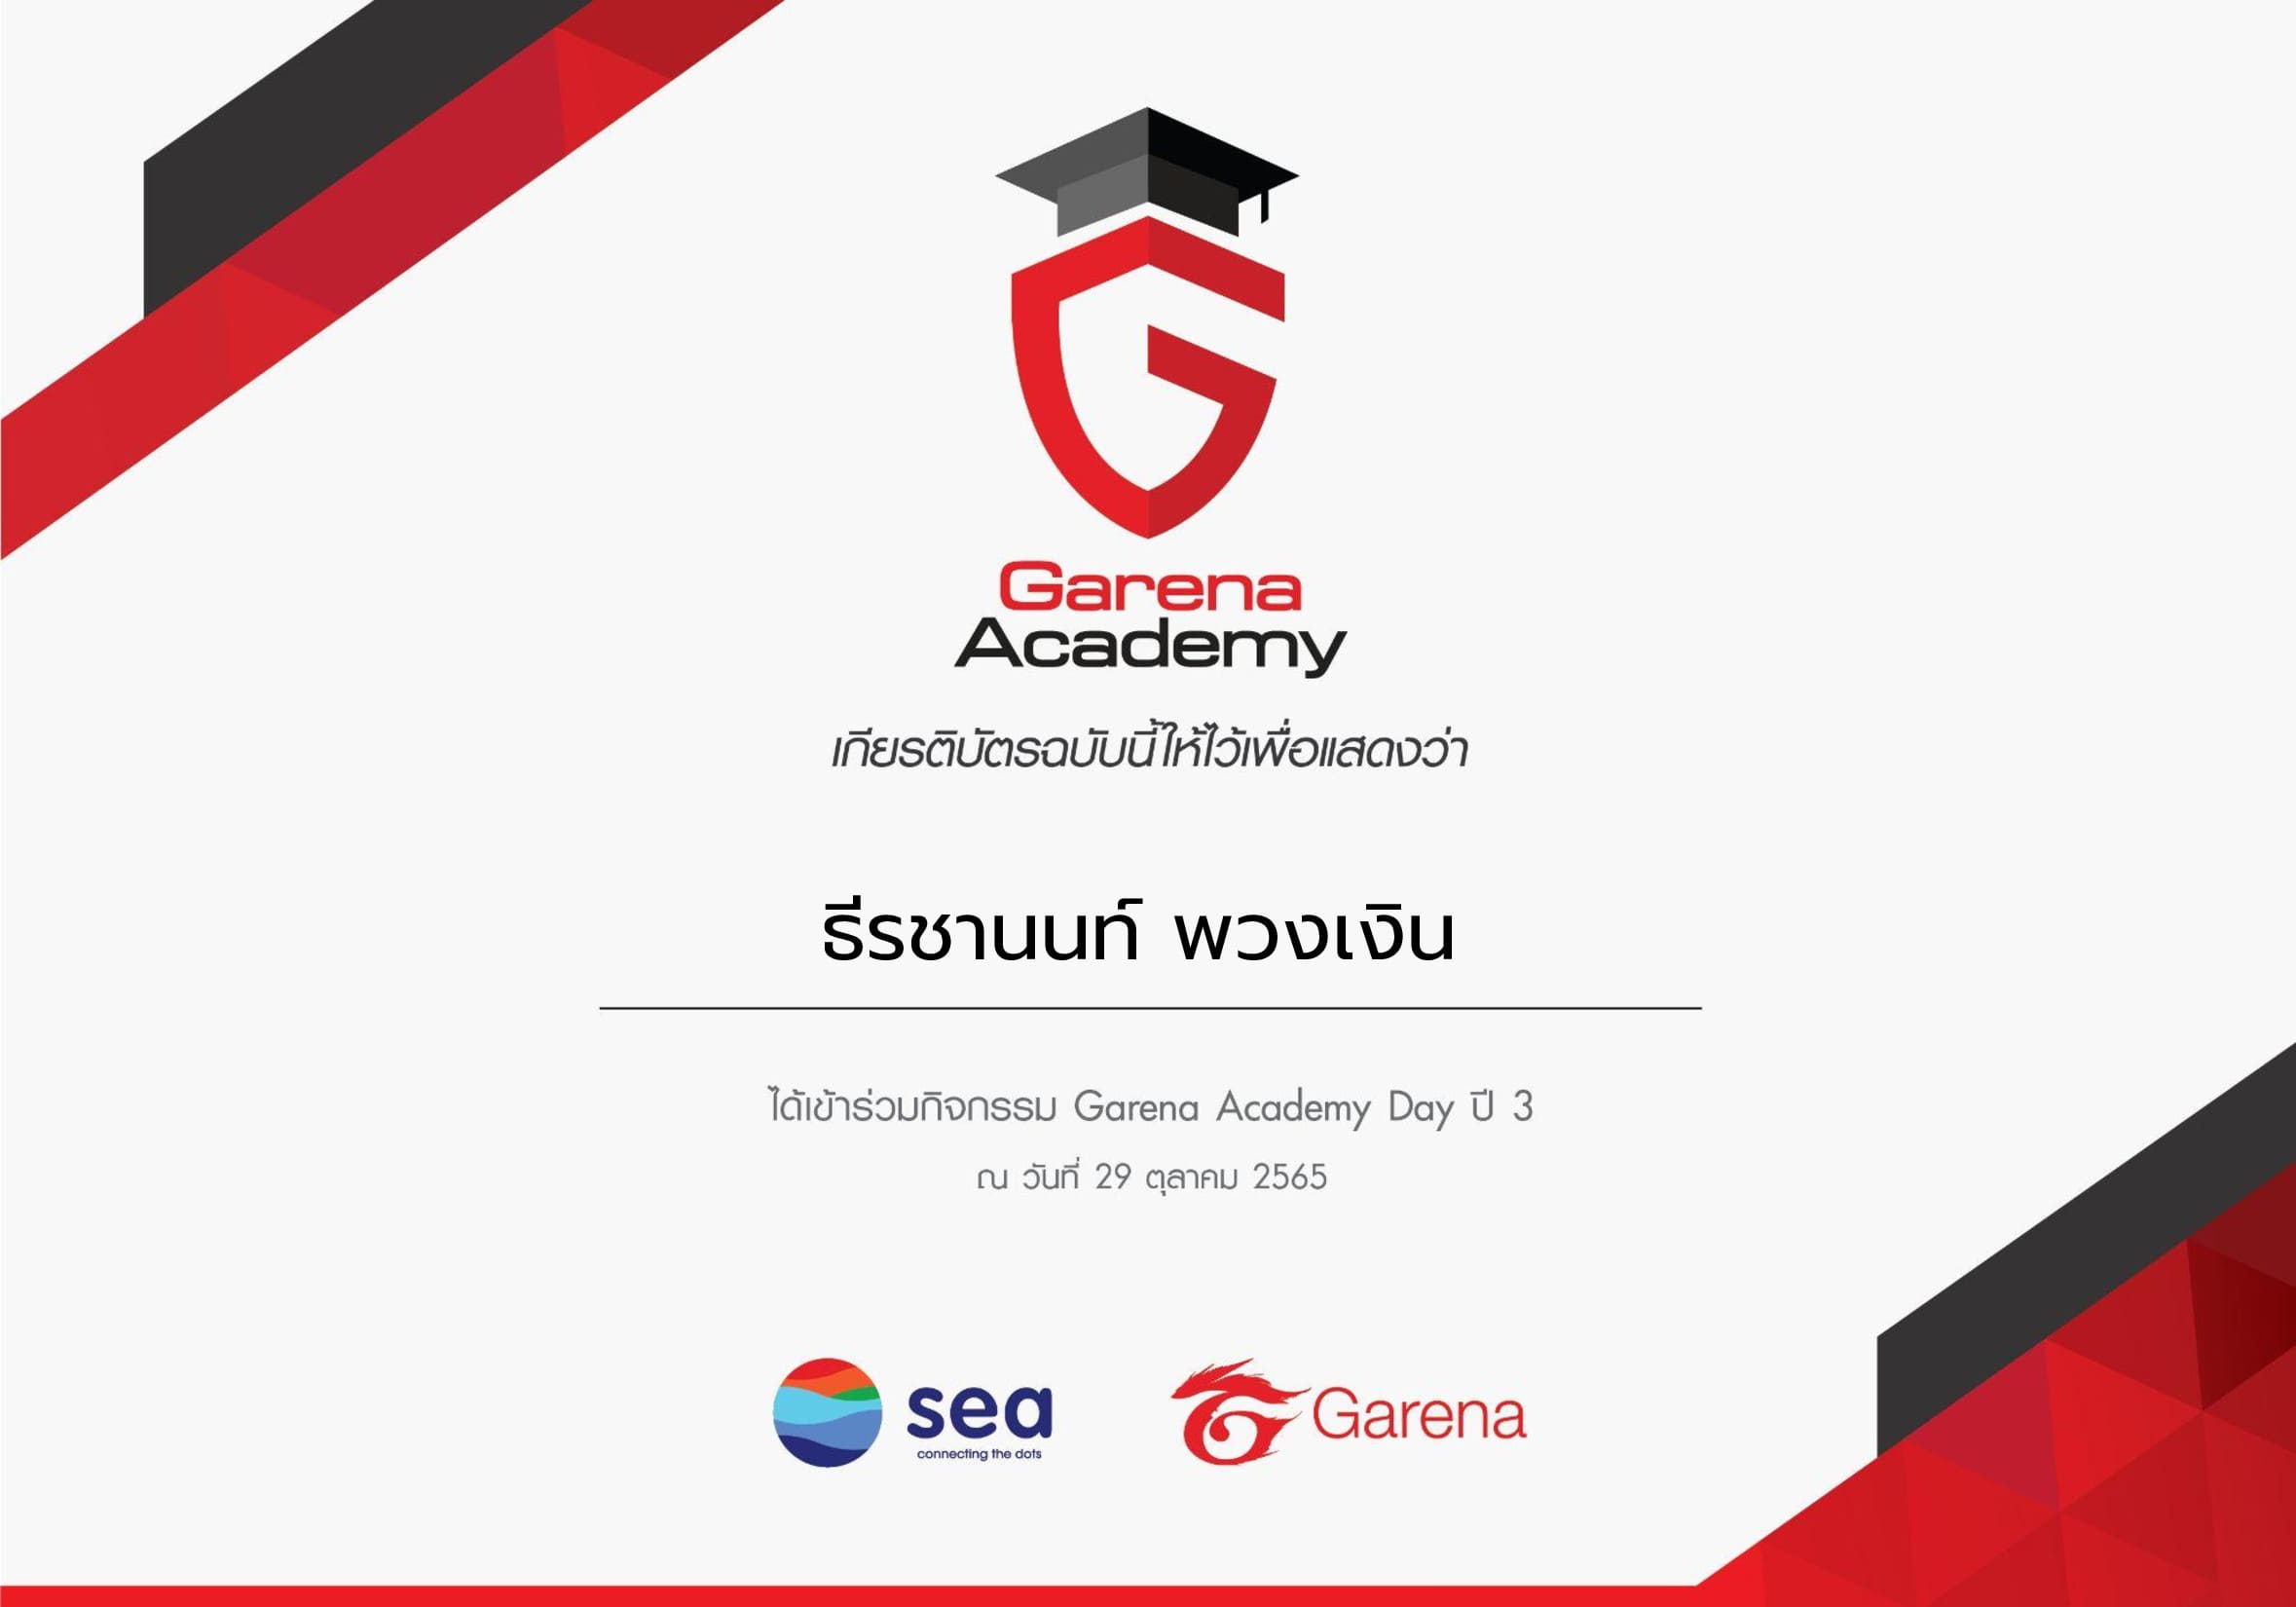 Garena
Academy
เกียรติบัตรฉบับนี้ให้ไว้เพื่อแสดงว่า
ธีรชานนท์ พวงเงิน
ได้เข้าร่วมกิจกรรม Garena Academy Day ปี 3
ณ วันที่ 29 ตุลาคม 2565
sea
connecting the dots
Garena